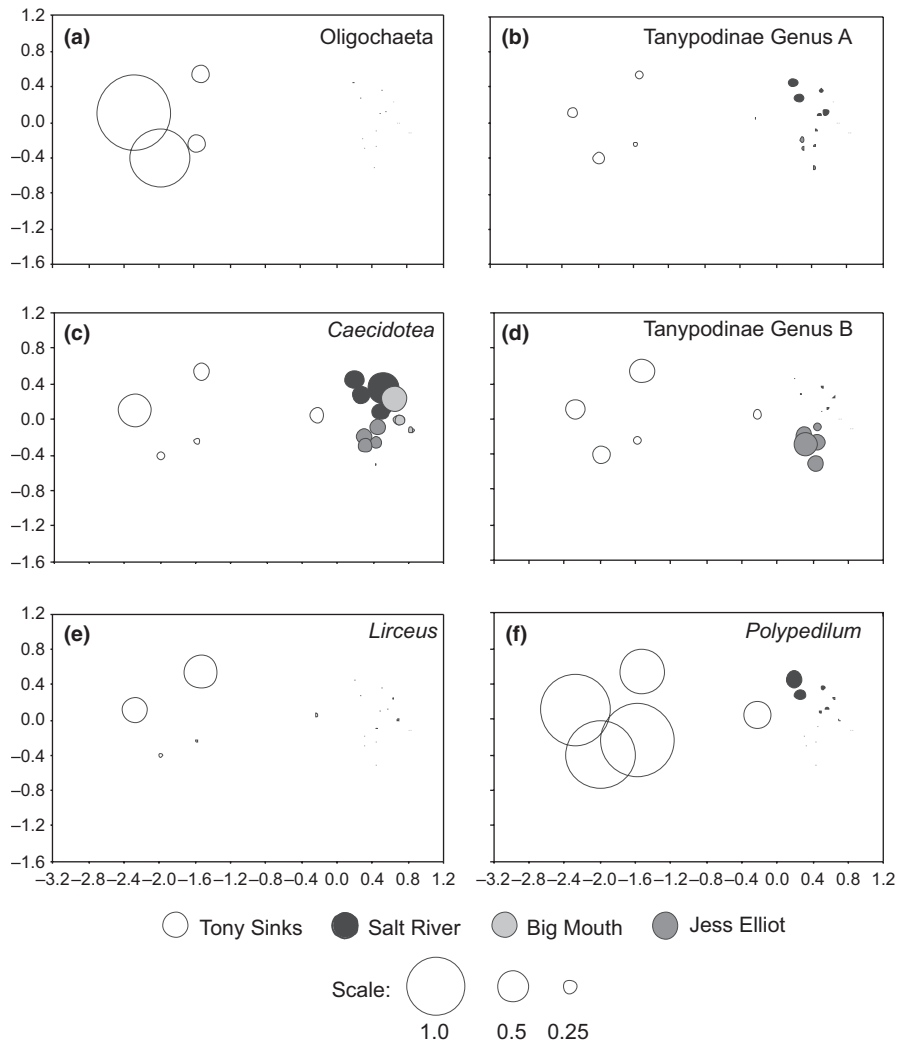 (a) Oligochaeta
1.2
0.8
0.4
0.0
−0.4
−0.8
−1.2
−1.6
(b) Tanypodinae Genus A
(c) Caecidotea
1.2
0.8
0.4
0.0
−0.4
−0.8
−1.2
−1.6
(d) Tanypodinae Genus B
(e) Lirceus
1.2
0.8
0.4
0.0
−0.4
−0.8
−1.2
−1.6
−3.2 −2.8 −2.4 −2.0 −1.6 −1.2 −0.8 −0.4 0.0 0.4 0.8 1.2
(f) Polypedilum
−3.2 −2.8 −2.4 −2.0 −1.6 −1.2 −0.8 −0.4 0.0 0.4 0.8 1.2
Tony Sinks Salt River Big Mouth Jess Elliot
Scale:
1.0 0.5 0.25